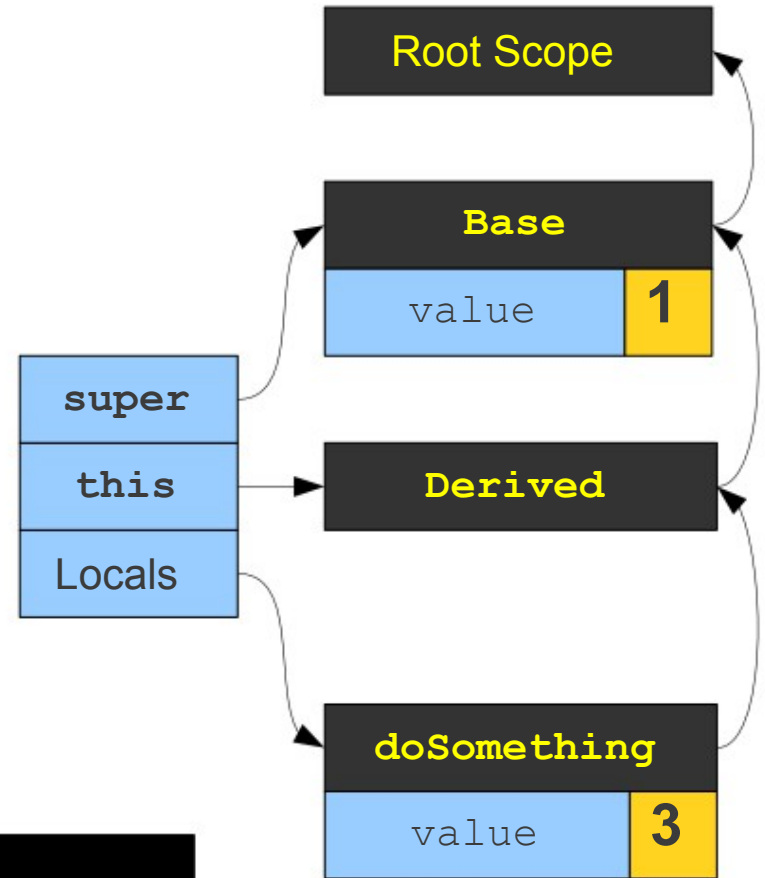 Root Scope
Base
value 1
super
this
Derived
Locals
doSomething
value 3